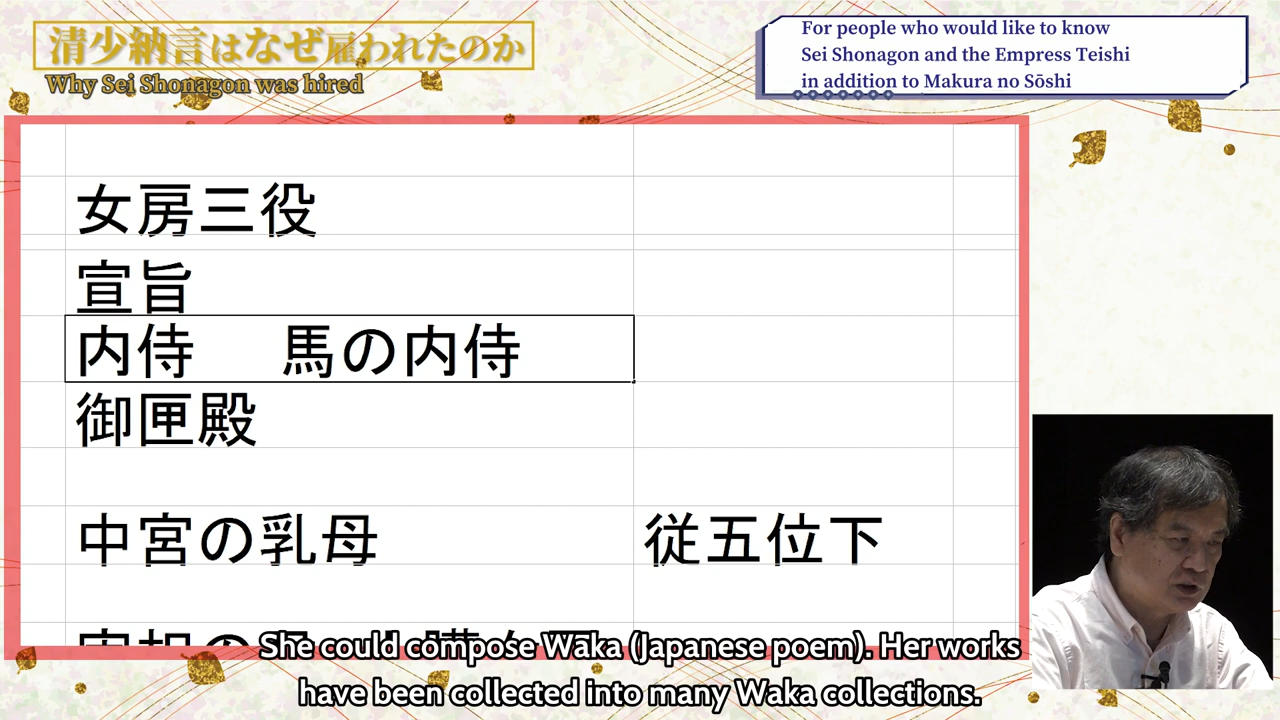 清少納言はなぜ雇われたのか
Why Sei Shonagon was hired
For people who would like to know
Sei Shonagon and the Empress Teishi
in addition to Makura no Sōshi
女房三役
宣旨
内侍 馬の内侍
御匣殿
中宮の乳母 従五位下
She could compose Waka (Japanese poem). Her works
have been collected into many Waka collections.